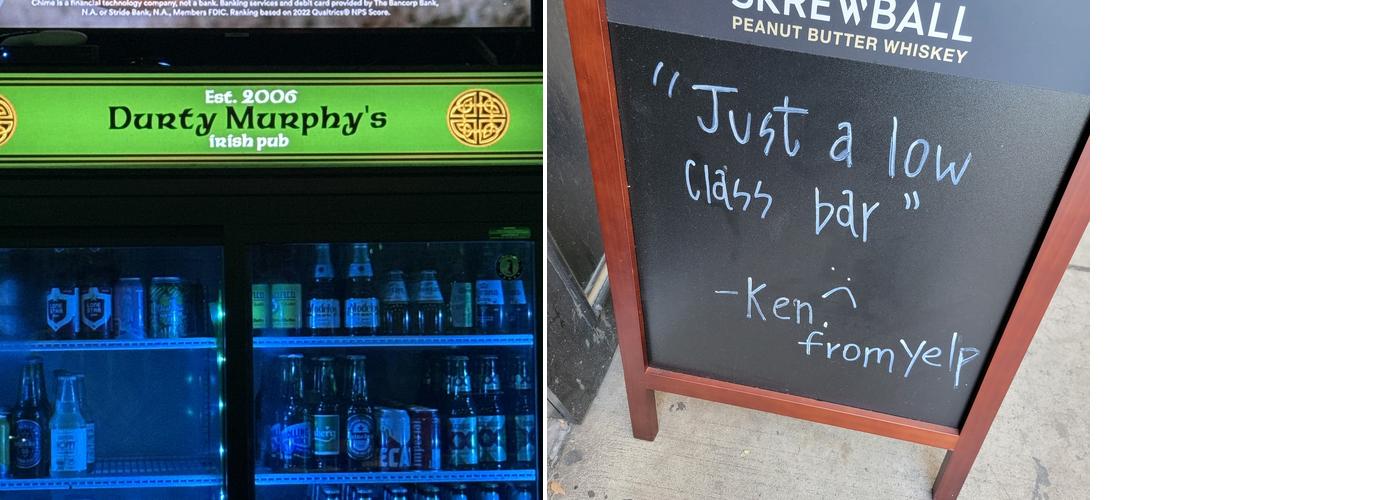 Chime is a financial technology company, not a bank. Banking services and debit card provided by The Bancorp Bank,
N.A. or Stride Bank, N.A., Members FDIC. Ranking based on 2022 Qualtrics® NPS Score.
Est. 2006
Durty Murphy's
irish pub
SKREWBALL
PEANUT BUTTER WHISKEY
"Just a low
class bar"
-Ken :(
from Yelp